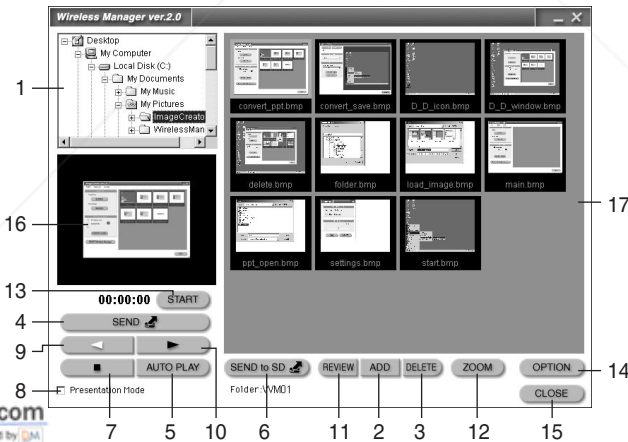 Wireless Manager ver.2.0
Desktop
My Computer
Local Disk (C:)
My Documents
My Music
My Pictures
ImageCreato
WirelessMan
1
convert_ppt.bmp convert_save.bmp D_D_icon.bmp D_D_window.bmp
delete.bmp folder.bmp load_image.bmp main.bmp
ppt_open.bmp settings.bmp start.bmp
16
17
13
00:00:00 START
4
SEND
9
AUTO PLAY
SEND to SD REVIEW ADD DELETE ZOOM OPTION
14
8
Presentation Mode
Folder:WM01
CLOSE
com
7 5 10 6 11 2 3 12 15